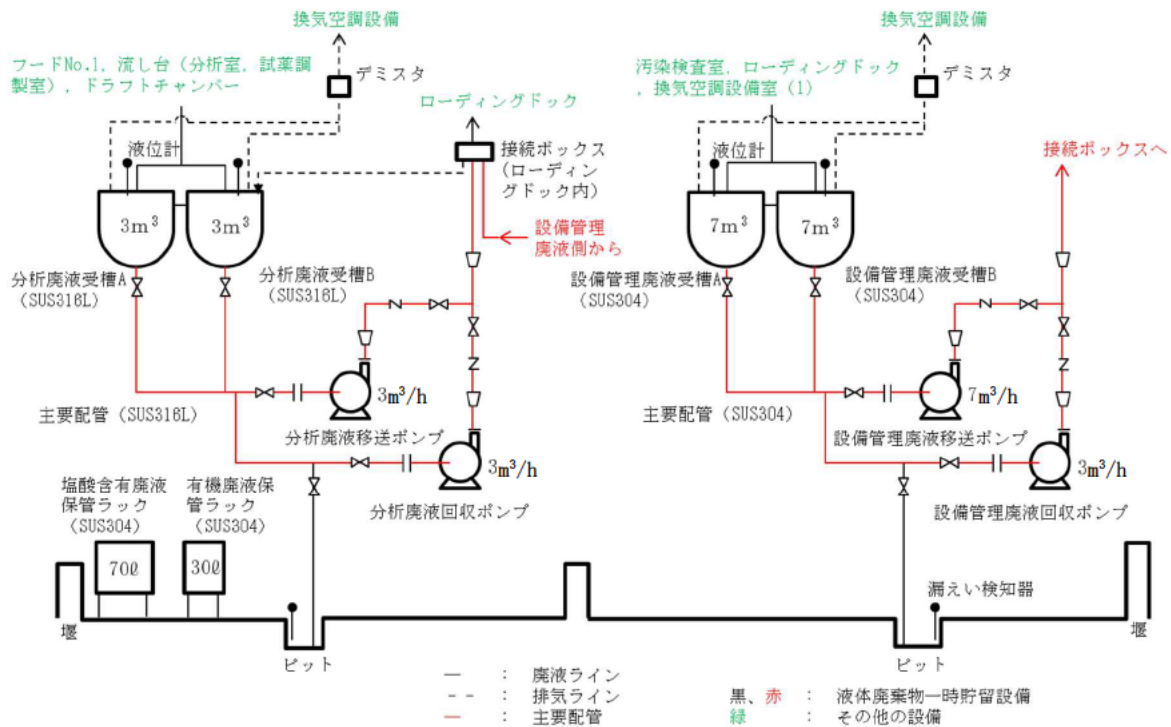 換気空調設備
フードNo.1, 流し台 (分析室, 試薬調
製室), ドラフトチャンバー
デミスタ
ローディングドック
液位計
接続ボックス
(ローディン
グドック内)
3m³
3m³
設備管理
廃液側から
分析廃液受槽A
(SUS316L)
分析廃液受槽B
(SUS316L)
3m³/h
主要配管 (SUS316L)
分析廃液移送ポンプ
3m³/h
分析廃液回収ポンプ
塩酸含有廃液
保管ラック
(SUS304)
有機廃液保
管ラック
(SUS304)
70ℓ
30ℓ
堰
ピット
換気空調設備
汚染検査室, ローディングドック
, 換気空調設備室 (1)
デミスタ
液位計
接続ボックスへ
7m³
7m³
設備管理廃液受槽A
(SUS304)
設備管理廃液受槽B
(SUS304)
7m³/h
主要配管 (SUS304)
設備管理廃液移送ポンプ
3m³/h
設備管理廃液回収ポンプ
漏えい検知器
堰
ピット
― : 廃液ライン
-- : 排気ライン
― : 主要配管
黒、赤 : 液体廃棄物一時貯留設備
緑 : その他の設備